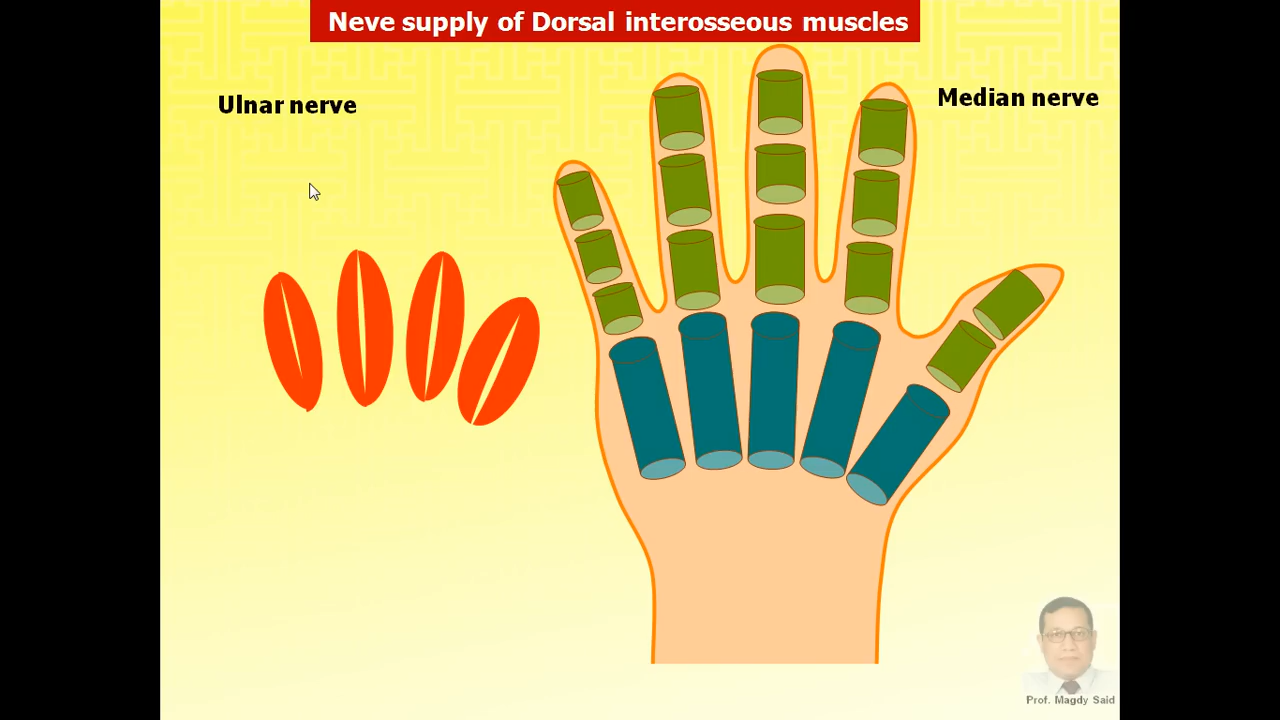 Neve supply of Dorsal interosseous muscles
Ulnar nerve
Median nerve
Prof. Magdy Said